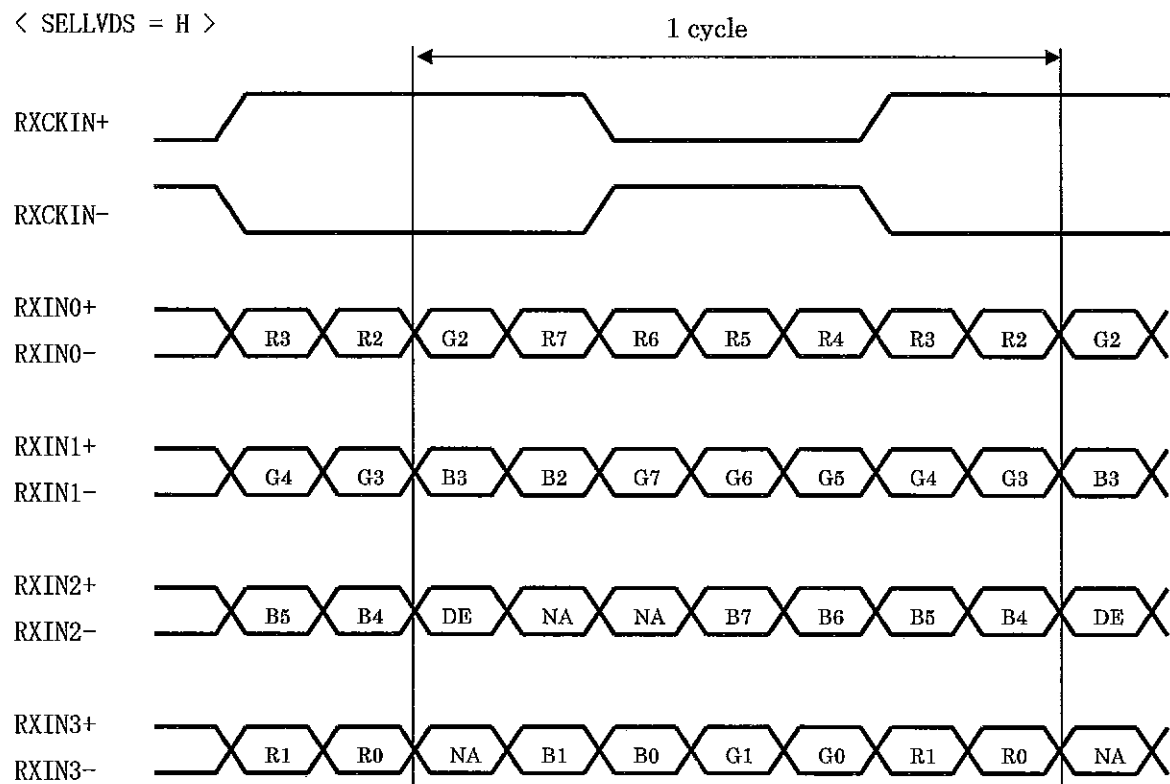 < SELLVDS = H >
1 cycle
RXCKIN+
RXCKIN-
RXIN0+
RXIN0-
R3 R2 G2 R7 R6 R5 R4 R3 R2 G2
RXIN1+
RXIN1-
G4 G3 B3 B2 G7 G6 G5 G4 G3 B3
RXIN2+
RXIN2-
B5 B4 DE NA NA B7 B6 B5 B4 DE
RXIN3+
RXIN3-
R1 R0 NA B1 B0 G1 G0 R1 R0 NA